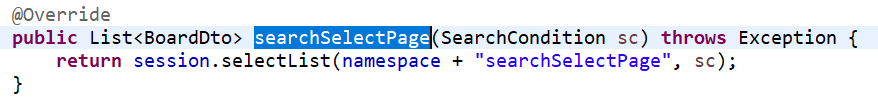 @Override
public List<BoardDto> searchSelectPage(SearchCondition sc) throws Exception {
    return session.selectList(namespace + "searchSelectPage", sc);
}